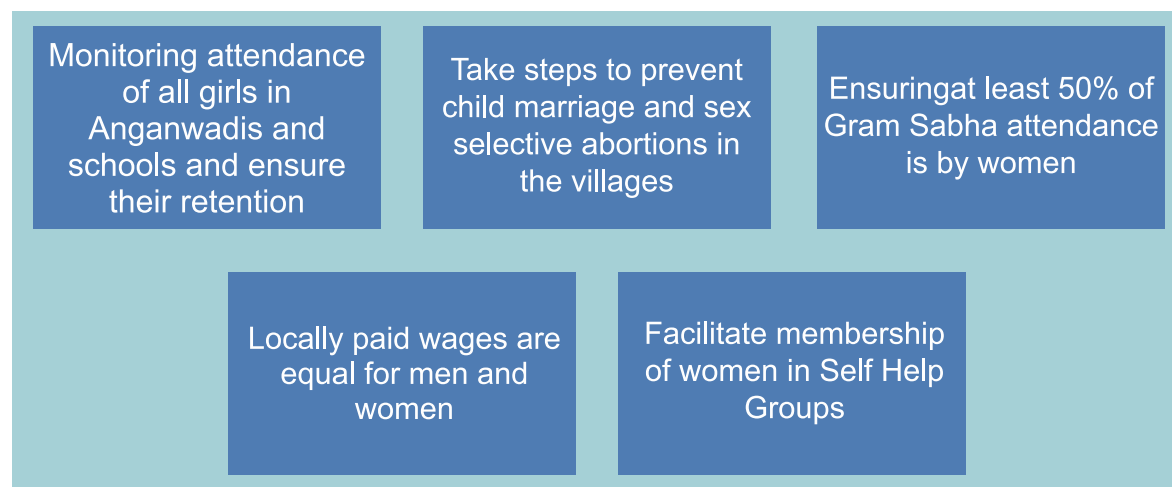 Monitoring attendance
of all girls in
Anganwadis and
schools and ensure
their retention
Take steps to prevent
child marriage and sex
selective abortions in
the villages
Ensuringat least 50% of
Gram Sabha attendance
is by women
Locally paid wages are
equal for men and
women
Facilitate membership
of women in Self Help
Groups